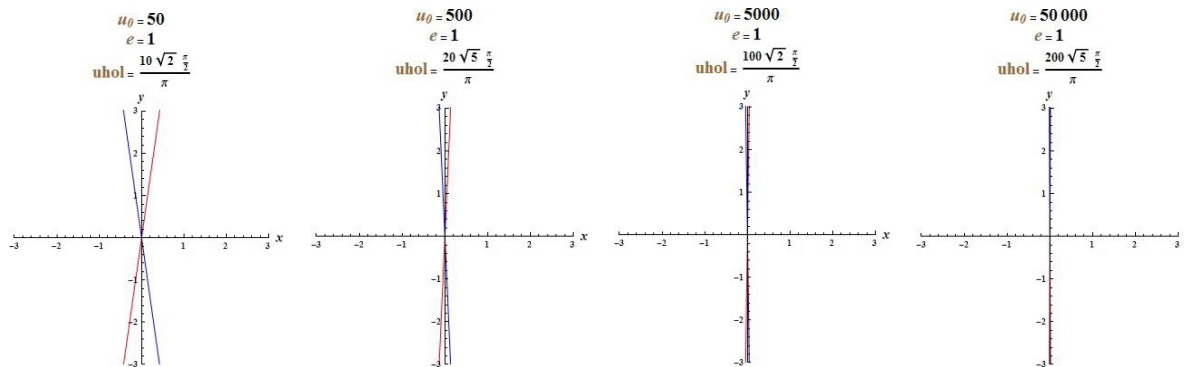 u₀ = 50
e = 1
uhol = 10 √2 π/2 / π
y
3
2
1
−3 −2 −1 1 2 3 x
−1
−2
−3
u₀ = 500
e = 1
uhol = 20 √5 π/2 / π
y
3
2
1
−3 −2 −1 1 2 3 x
−1
−2
−3
u₀ = 5000
e = 1
uhol = 100 √2 π/2 / π
y
3
2
1
−3 −2 −1 1 2 3 x
−1
−2
−3
u₀ = 50 000
e = 1
uhol = 200 √5 π/2 / π
y
3
2
1
−3 −2 −1 1 2 3
−1
−2
−3